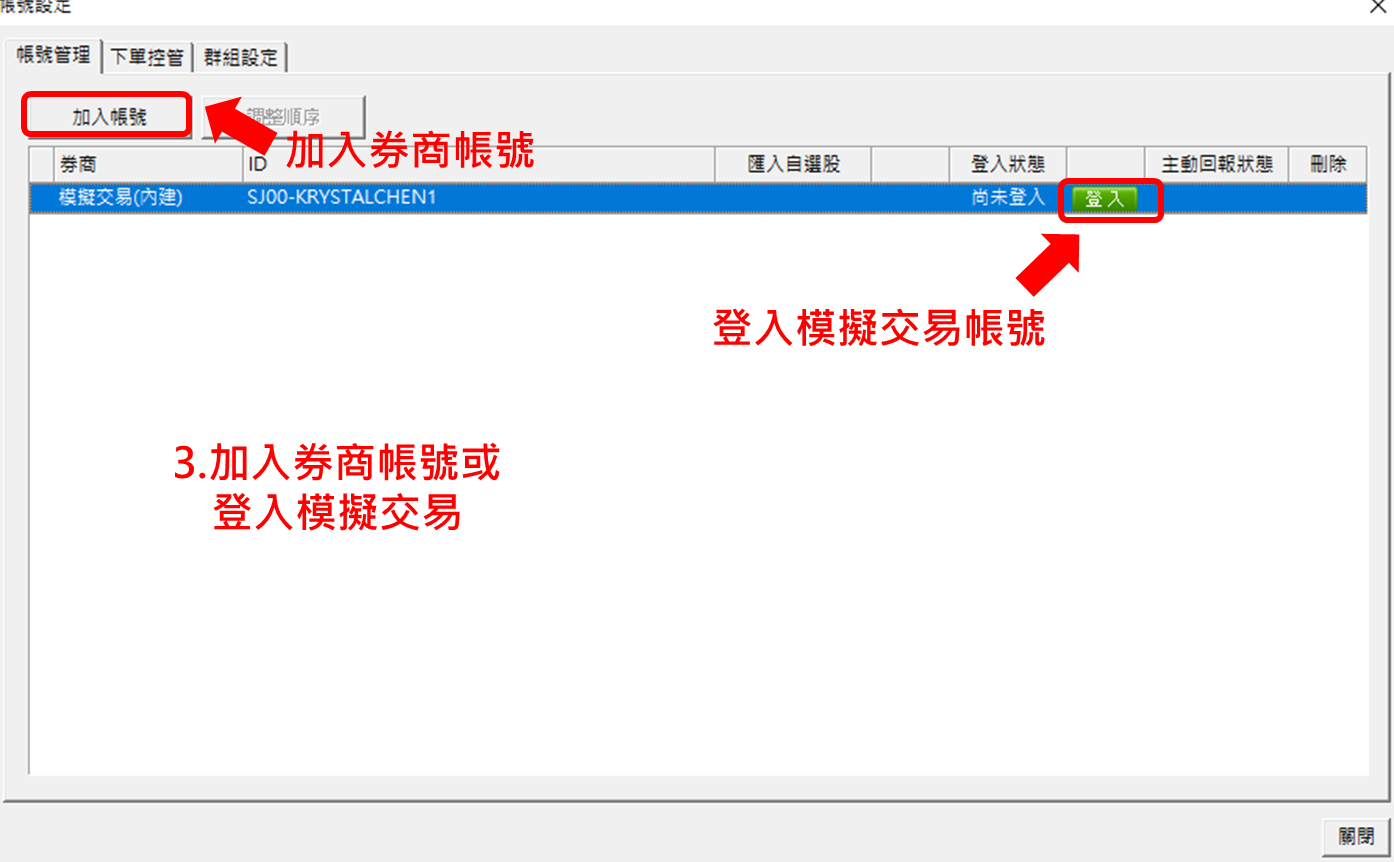 帳號設定
帳號管理 下單控管 群組設定
加入帳號 調整順序
加入券商帳號
券商 ID 匯入自選股 登入狀態 主動回報狀態 刪除
模擬交易(內建) SJ00-KRYSTALCHEN1 尚未登入 登入
登入模擬交易帳號
3.加入券商帳號或
登入模擬交易
關閉